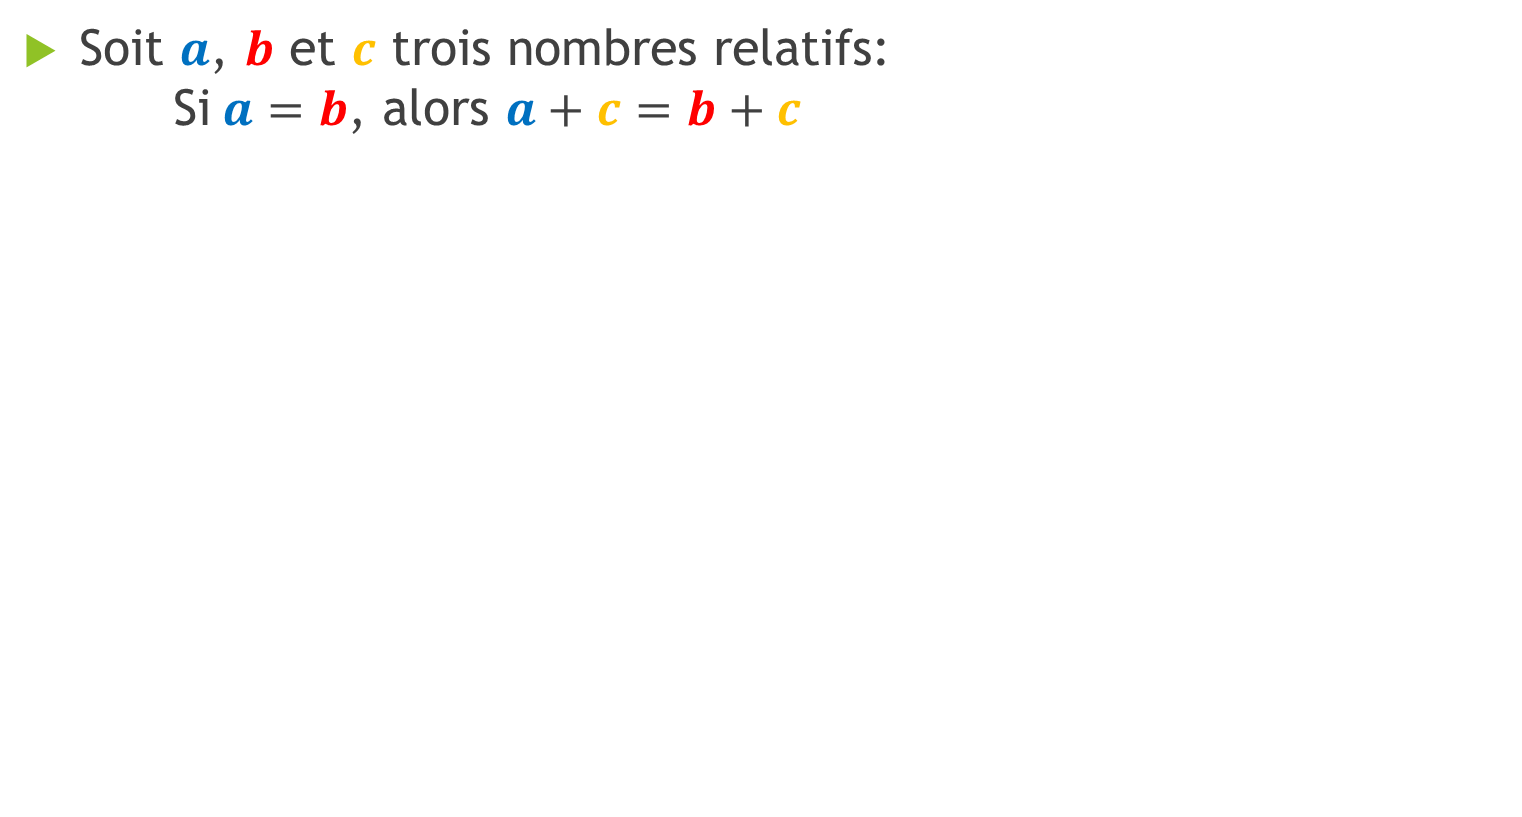 Soit a, b et c trois nombres relatifs:
Si a = b, alors a + c = b + c